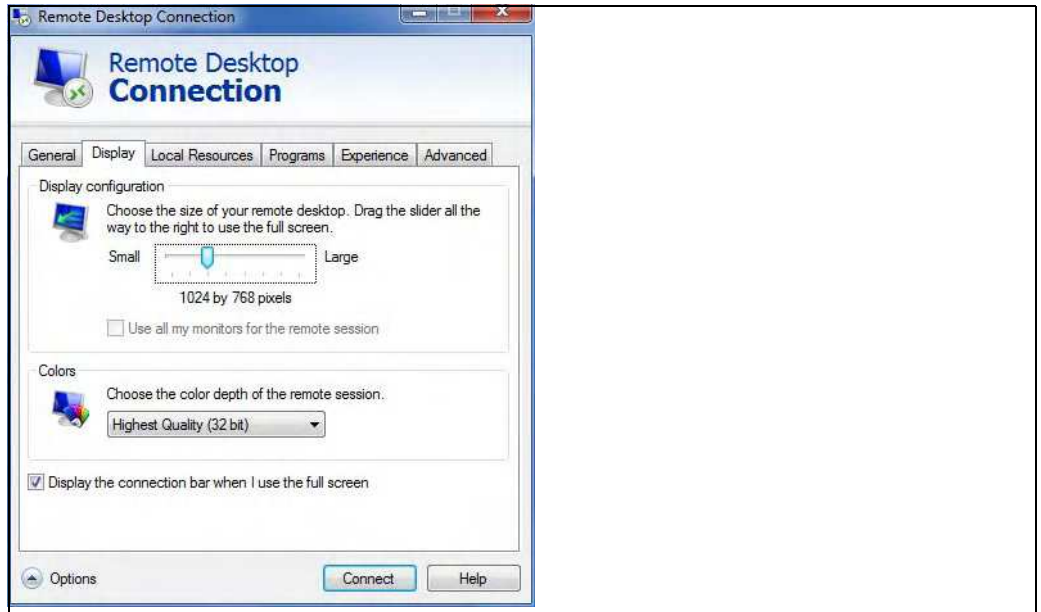 Remote Desktop Connection
Remote Desktop
Connection
General Display Local Resources Programs Experience Advanced
Display configuration
Choose the size of your remote desktop. Drag the slider all the
way to the right to use the full screen.
Small Large
1024 by 768 pixels
Use all my monitors for the remote session
Colors
Choose the color depth of the remote session.
Highest Quality (32 bit)
Display the connection bar when I use the full screen
Options Connect Help